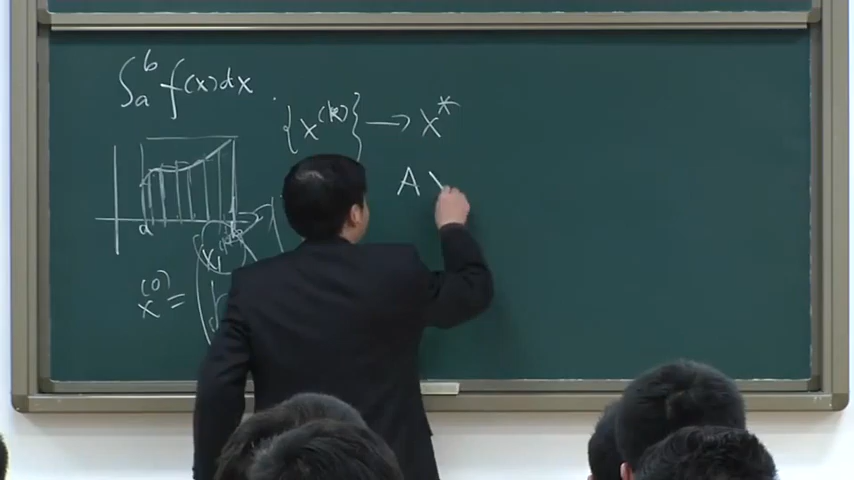 ∫_a^b f(x)dx
{x^(k)} → x^*
A
a
x^(0) =